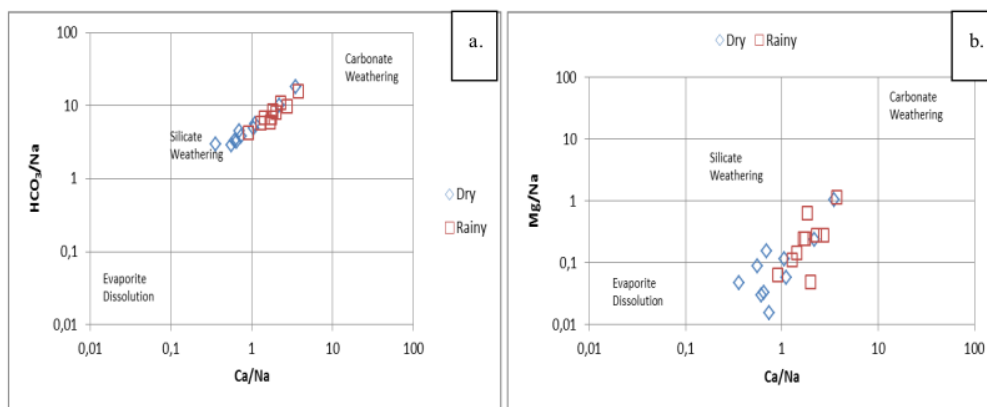 a.
100
10
1
0,1
0,01
HCO₃/Na
Carbonate
Weathering
Silicate
Weathering
Evaporite
Dissolution
Dry
Rainy
0,01
0,1
1
10
100
Ca/Na
b.
Dry
Rainy
100
10
1
0,1
0,01
Mg/Na
Carbonate
Weathering
Silicate
Weathering
Evaporite
Dissolution
0,01
0,1
1
10
100
Ca/Na